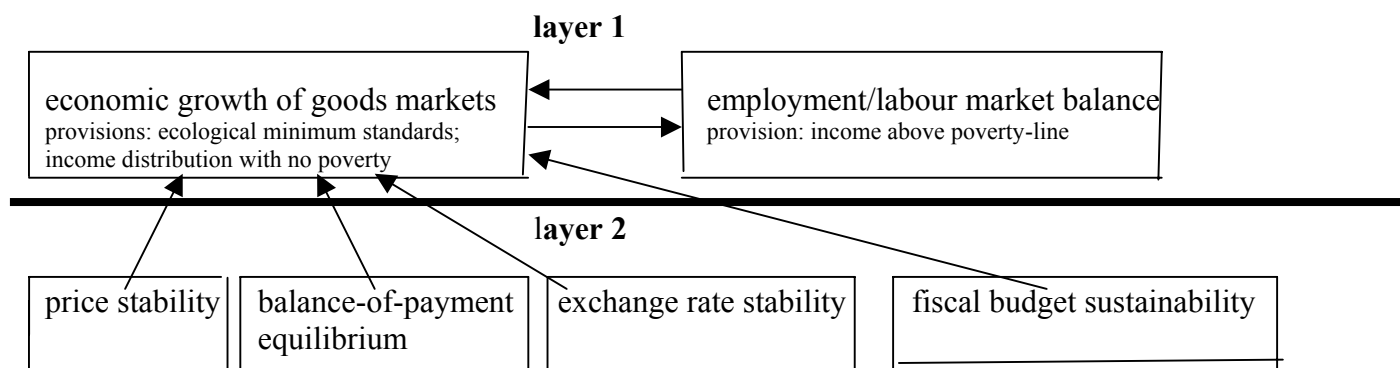 layer 1
economic growth of goods markets
provisions: ecological minimum standards;
income distribution with no poverty
employment/labour market balance
provision: income above poverty-line
layer 2
price stability
balance-of-payment
equilibrium
exchange rate stability
fiscal budget sustainability